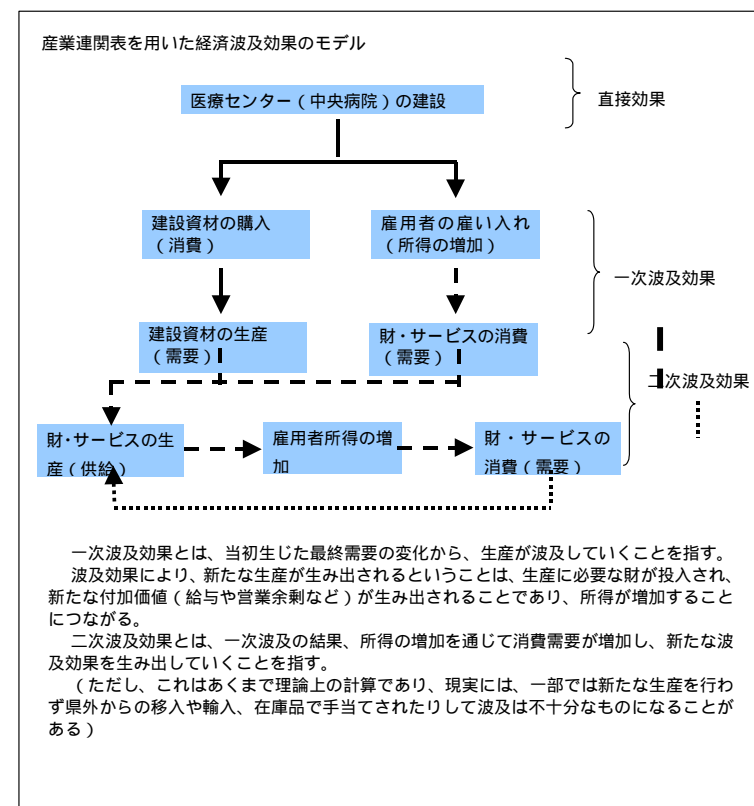 産業連関表を用いた経済波及効果のモデル
医療センター（中央病院）の建設
直接効果
建設資材の購入
（消費）
雇用者の雇い入れ
（所得の増加）
一次波及効果
建設資材の生産
（需要）
財・サービスの消費
（需要）
二次波及効果
財・サービスの生
産（供給）
雇用者所得の増
加
財・サービスの
消費（需要）
一次波及効果とは、当初生じた最終需要の変化から、生産が波及していくことを指す。
波及効果により、新たな生産が生み出されるということは、生産に必要な財が投入され、
新たな付加価値（給与や営業余剰など）が生み出されることであり、所得が増加すること
につながる。
二次波及効果とは、一次波及の結果、所得の増加を通じて消費需要が増加し、新たな波
及効果を生み出していくことを指す。
（ただし、これはあくまで理論上の計算であり、現実には、一部では新たな生産を行わ
ず県外からの移入や輸入、在庫品で手当てされたりして波及は不十分なものになることが
ある）